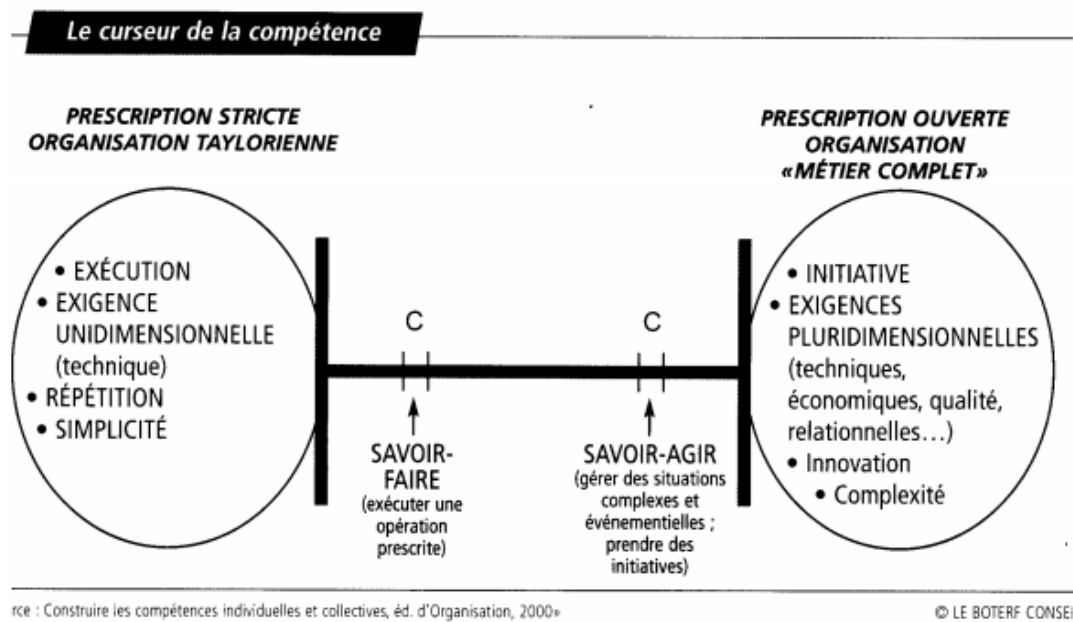 Le curseur de la compétence
PRESCRIPTION STRICTE
ORGANISATION TAYLORIENNE
• EXÉCUTION
• EXIGENCE
UNIDIMENSIONNELLE
(technique)
• RÉPÉTITION
• SIMPLICITÉ
C
SAVOIR-
FAIRE
(exécuter une
opération
prescrite)
C
SAVOIR-AGIR
(gérer des situations
complexes et
événementielles ;
prendre des
initiatives)
PRESCRIPTION OUVERTE
ORGANISATION
«MÉTIER COMPLET»
• INITIATIVE
• EXIGENCES
PLURIDIMENSIONNELLES
(techniques,
économiques, qualité,
relationnelles...)
• Innovation
• Complexité
rce : Construire les compétences individuelles et collectives, éd. d'Organisation, 2000»
© LE BOTERF CONSEI